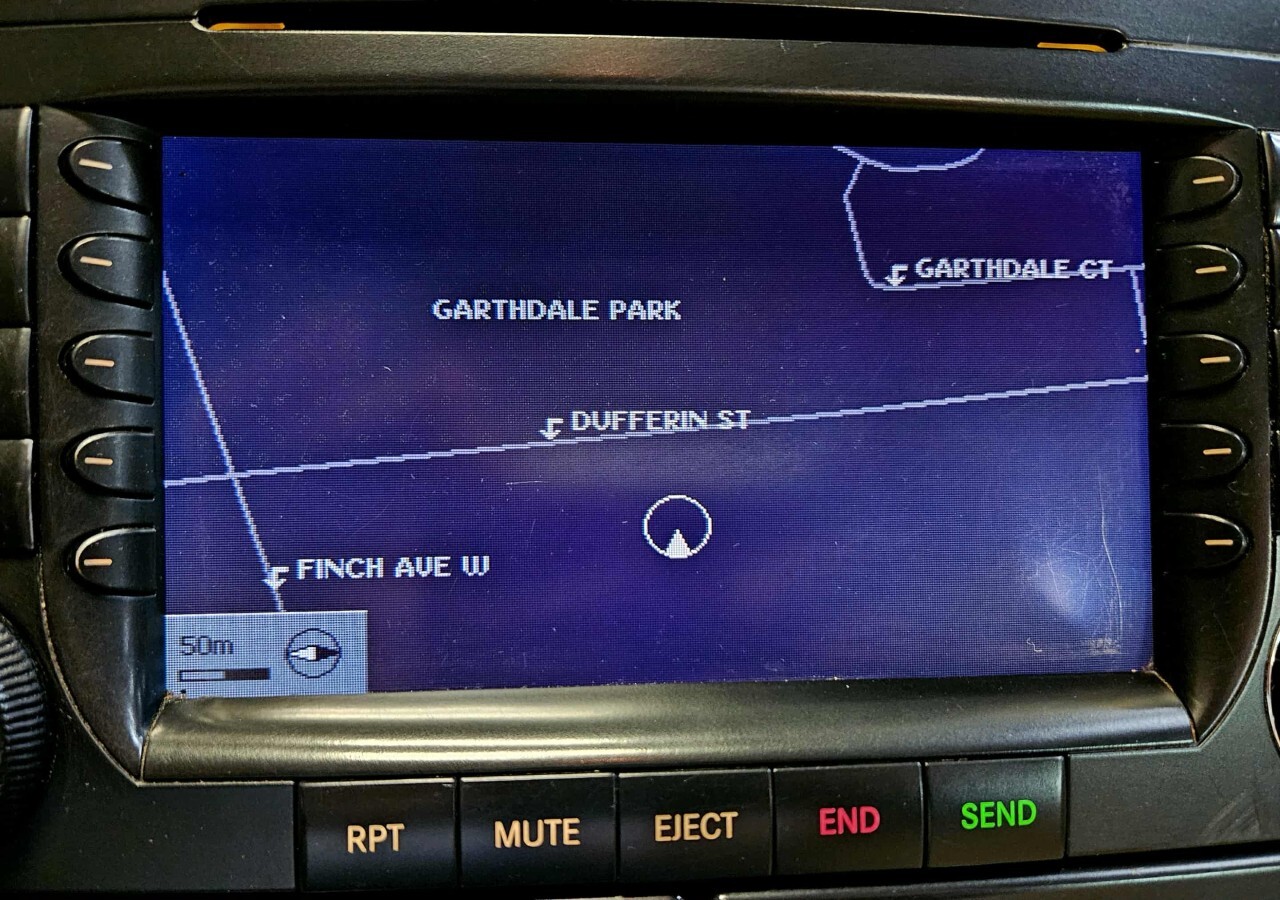 GARTHDALE CT
GARTHDALE PARK
DUFFERIN ST
FINCH AVE W
50m
RPT
MUTE
EJECT
END
SEND